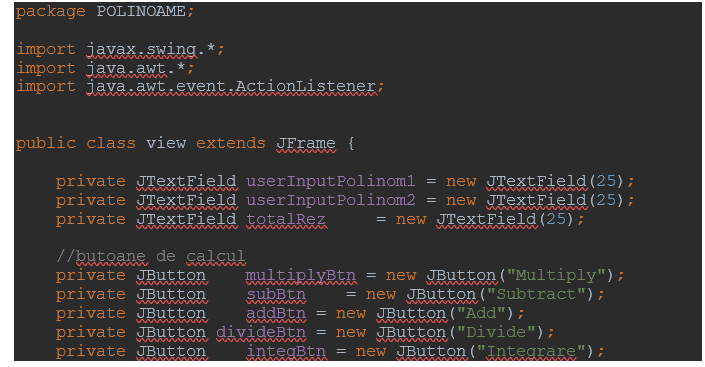 package POLINOAME;
import javax.swing.*;
import java.awt.*;
import java.awt.event.ActionListener;
public class view extends JFrame {
private JTextField userInputPolinom1 = new JTextField(25);
private JTextField userInputPolinom2 = new JTextField(25);
private JTextField totalRez = new JTextField(25);
//butoane de calcul
private JButton multiplyBtn = new JButton("Multiply");
private JButton subBtn = new JButton("Subtract");
private JButton addBtn = new JButton("Add");
private JButton divideBtn = new JButton("Divide");
private JButton integBtn = new JButton("Integrare");